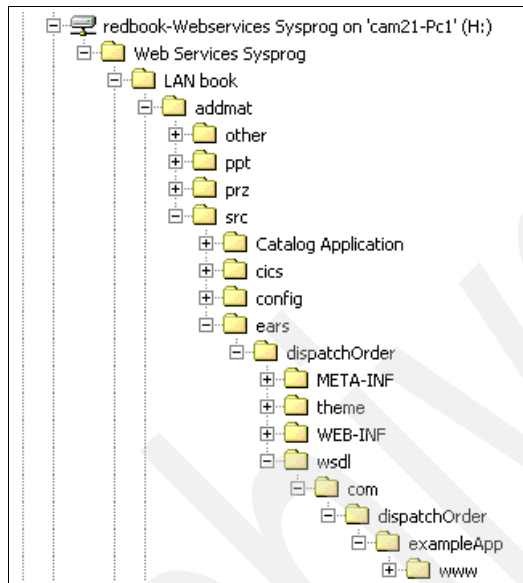 redbook-Webservices Sysprog on 'cam21-Pc1' (H:)
Web Services Sysprog
LAN book
addmat
other
ppt
prz
src
Catalog Application
cics
config
ears
dispatchOrder
META-INF
theme
WEB-INF
wsdl
com
dispatchOrder
exampleApp
www